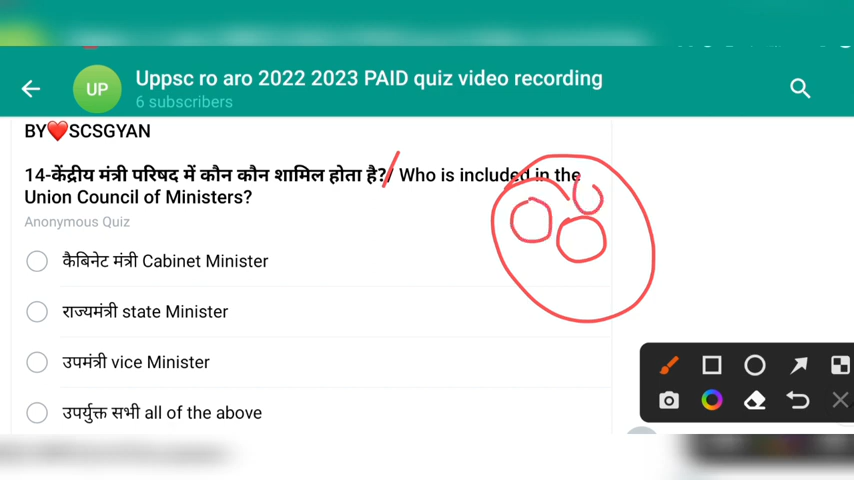 UP
Uppsc ro aro 2022 2023 PAID quiz video recording
6 subscribers
BY❤️SCSGYAN
14-केंद्रीय मंत्री परिषद में कौन कौन शामिल होता है?/ Who is included in the
Union Council of Ministers?
Anonymous Quiz
कैबिनेट मंत्री Cabinet Minister
राज्यमंत्री state Minister
उपमंत्री vice Minister
उपर्युक्त सभी all of the above